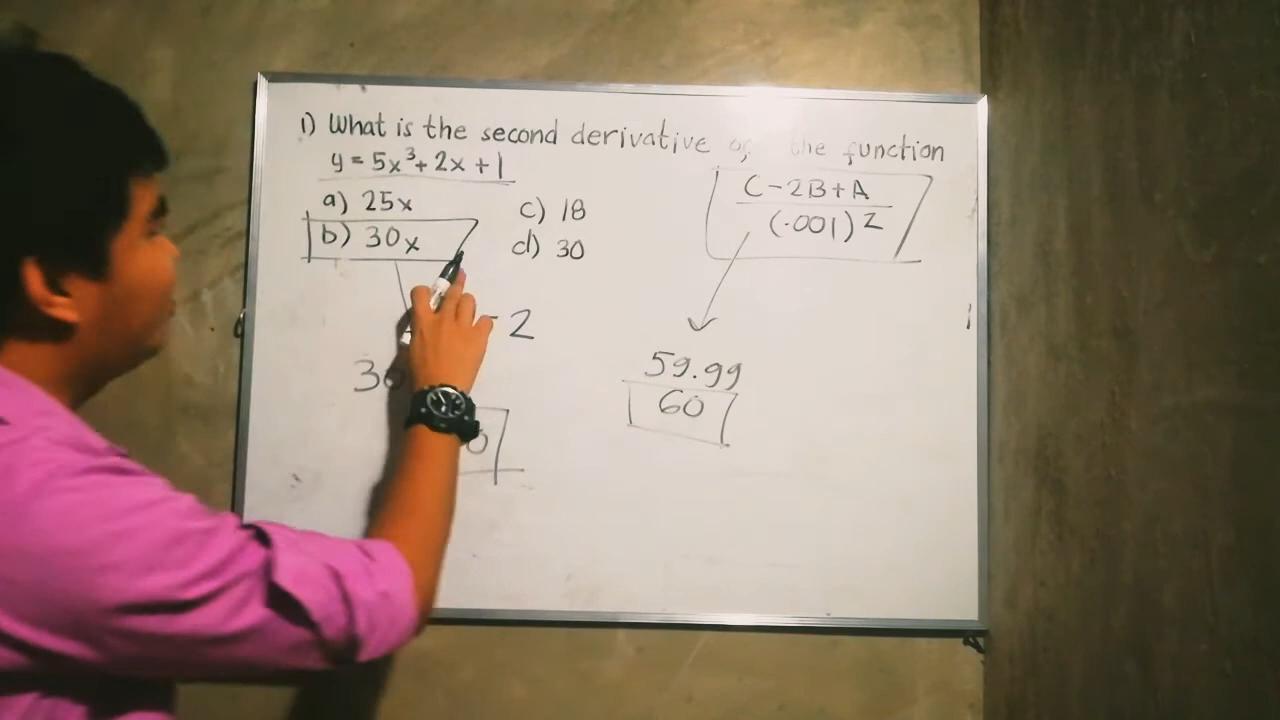 1) What is the second derivative of the function
y = 5x³ + 2x + 1
a) 25x
b) 30x
c) 18
d) 30
2
C - 2B + A
(.001)²
59.99
60